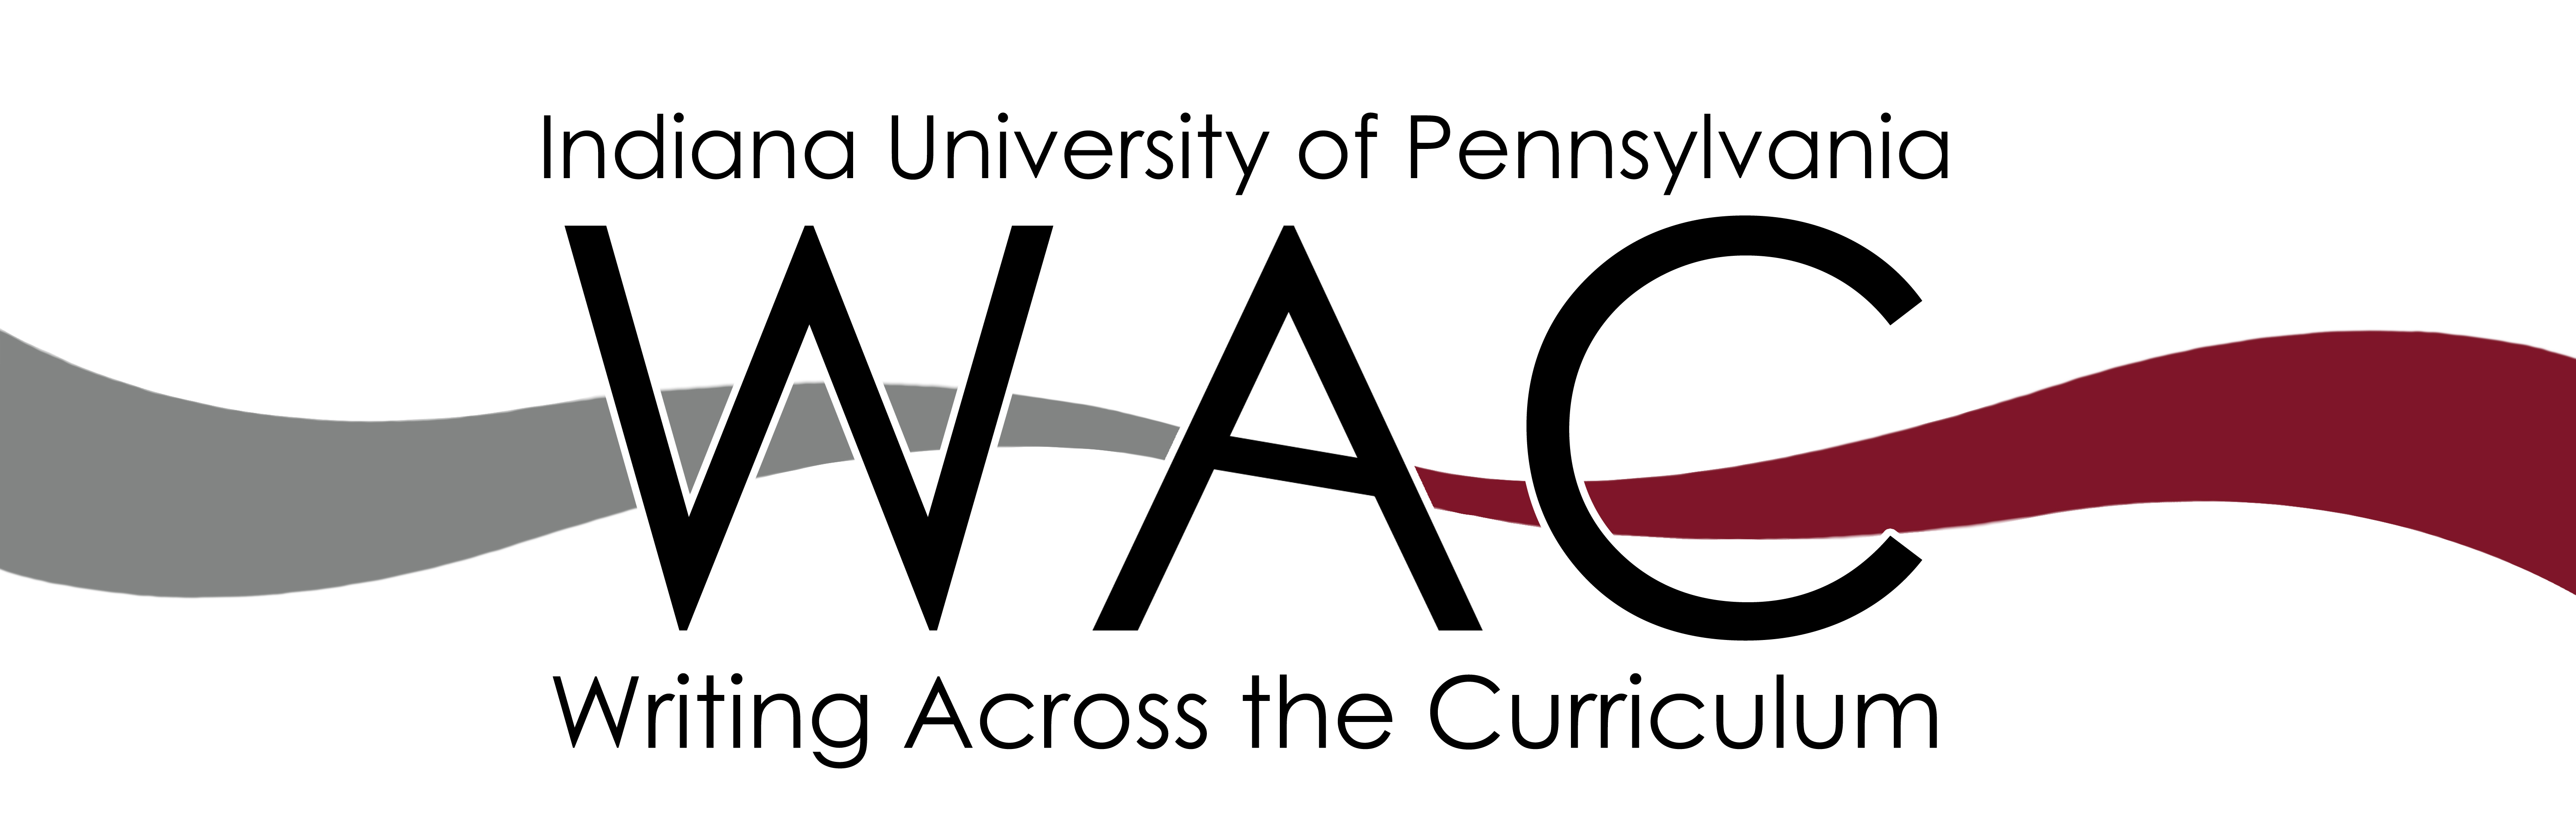 Indiana University of Pennsylvania
WAC
Writing Across the Curriculum